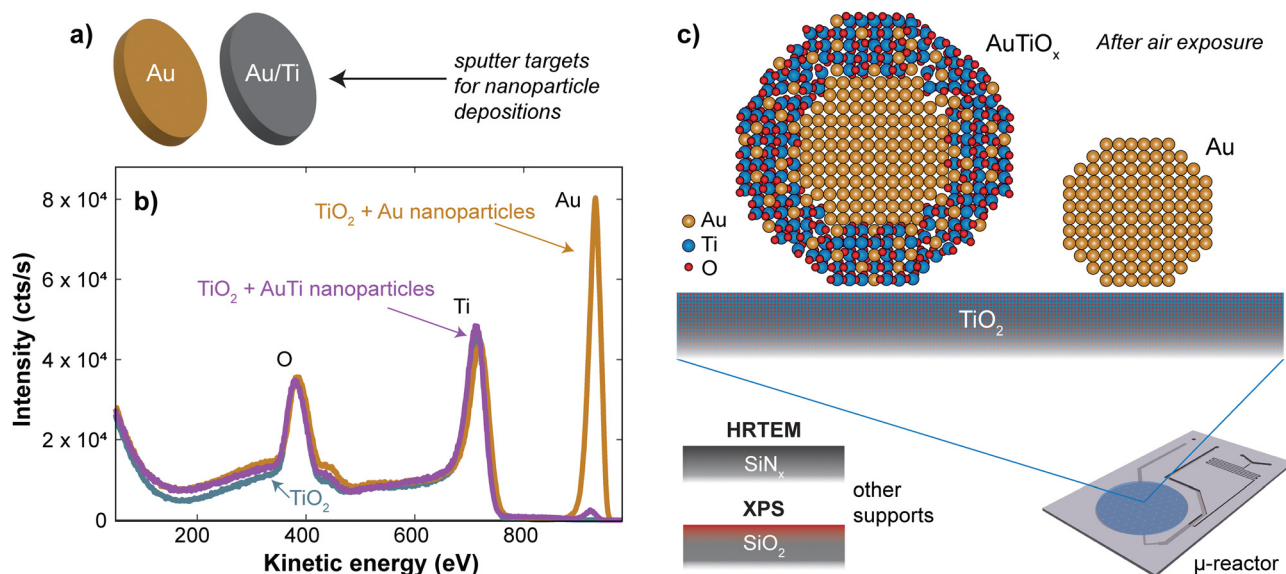 a)
Au
Au/Ti
sputter targets
for nanoparticle
depositions
b)
Intensity (cts/s)
8 x 10⁴
6 x 10⁴
4 x 10⁴
2 x 10⁴
0
200
400
600
800
Kinetic energy (eV)
TiO₂ + Au nanoparticles
TiO₂ + AuTi nanoparticles
TiO₂
O
Ti
Au
c)
AuTiOₓ
After air exposure
Au
Au
Ti
O
TiO₂
HRTEM
SiNₓ
XPS
SiO₂
other
supports
μ-reactor